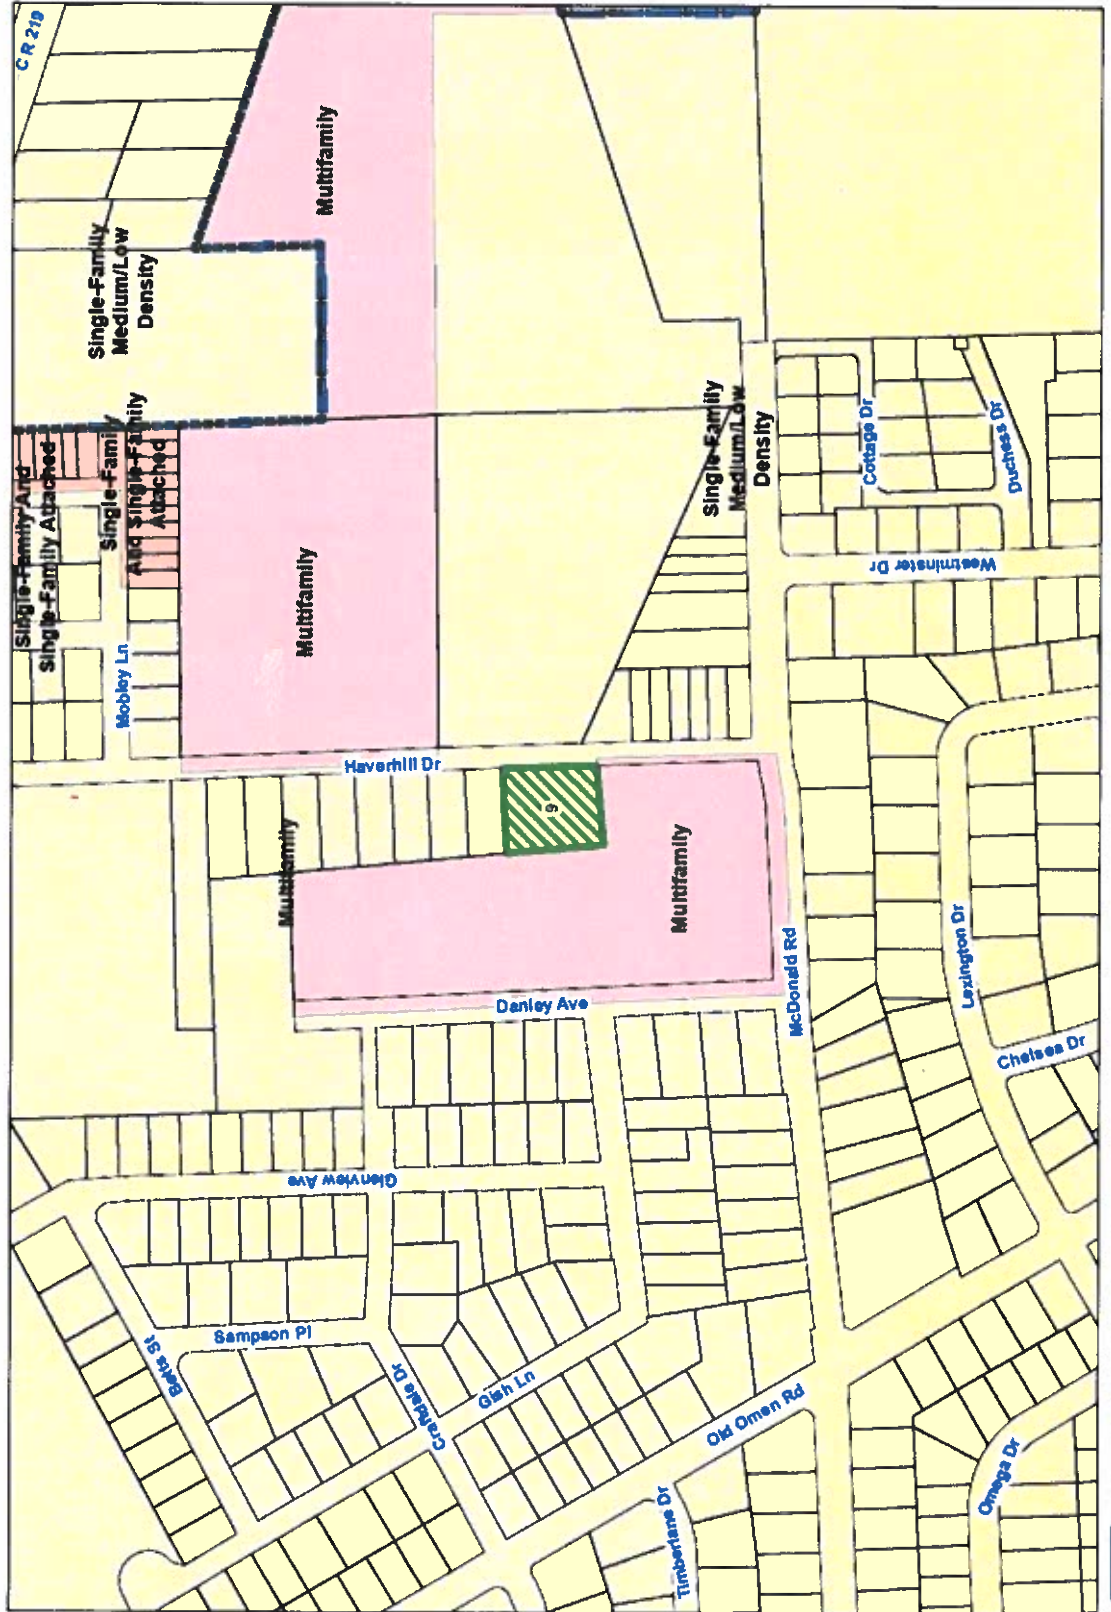 C R 219
Multifamily
Single-Family
Medium/Low
Density
Single-Family And
Single-Family Attached
Single-Family
And Single-Family
Attached
Single-Family
Medium/Low
Density
Cottage Dr
Duchess Dr
Westminster Dr
Multifamily
Mobley Ln
Haverhill Dr
9
Multifamily
Multifamily
Danley Ave
McDonald Rd
Lexington Dr
Chelsea Dr
Glenview Ave
Sampson Pl
Betts St
Craftdale Dr
Gish Ln
Old Omen Rd
Timberlane Dr
Omega Dr